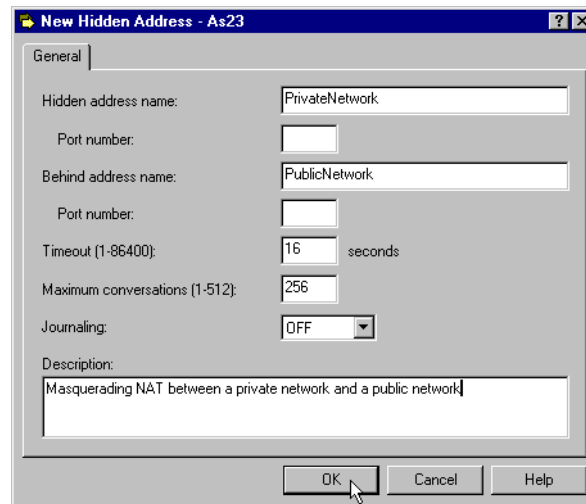 New Hidden Address - As23
General
Hidden address name: PrivateNetwork
Port number:
Behind address name: PublicNetwork
Port number:
Timeout (1-86400): 16 seconds
Maximum conversations (1-512): 256
Journaling: OFF
Description:
Masquerading NAT between a private network and a public network
OK Cancel Help